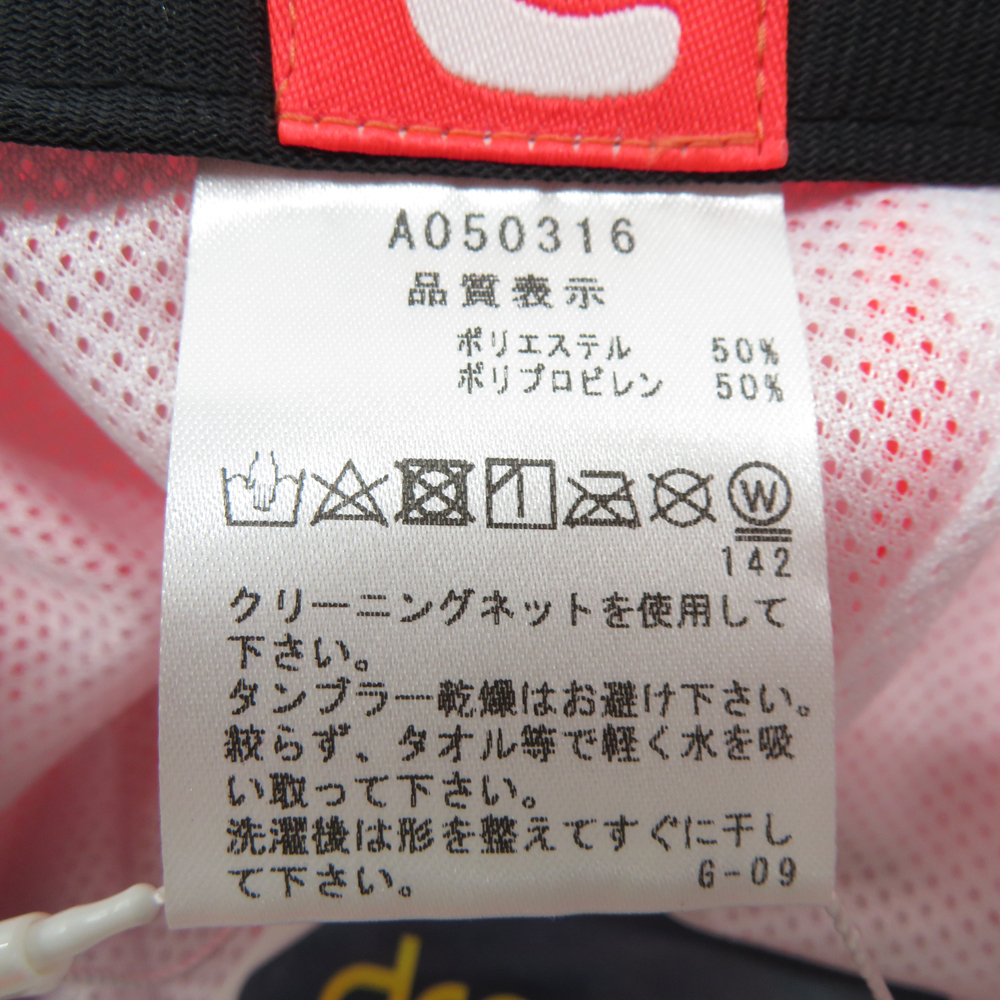 A050316
品質表示
ポリエステル 50%
ポリプロピレン 50%
W
142
クリーニングネットを使用して
下さい。
タンブラー乾燥はお避け下さい。
絞らず、タオル等で軽く水を吸
い取って下さい。
洗濯後は形を整えてすぐに干し
て下さい。 G-09